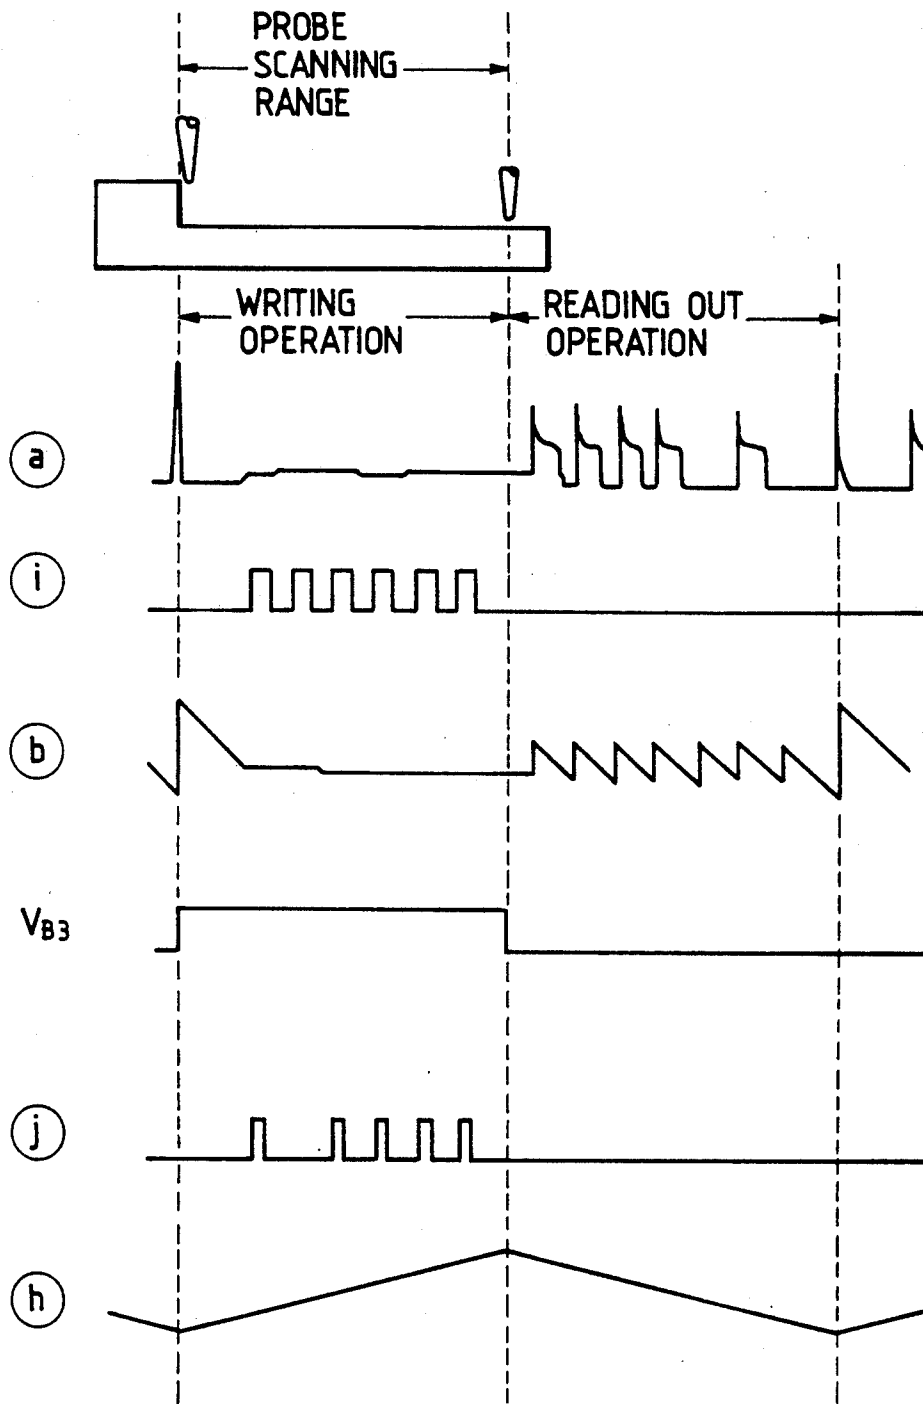 PROBE
SCANNING
RANGE
WRITING
OPERATION
READING OUT
OPERATION
a
i
b
VB3
j
h